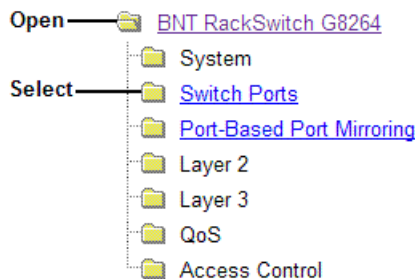 Open BNT RackSwitch G8264
System
Select Switch Ports
Port-Based Port Mirroring
Layer 2
Layer 3
QoS
Access Control